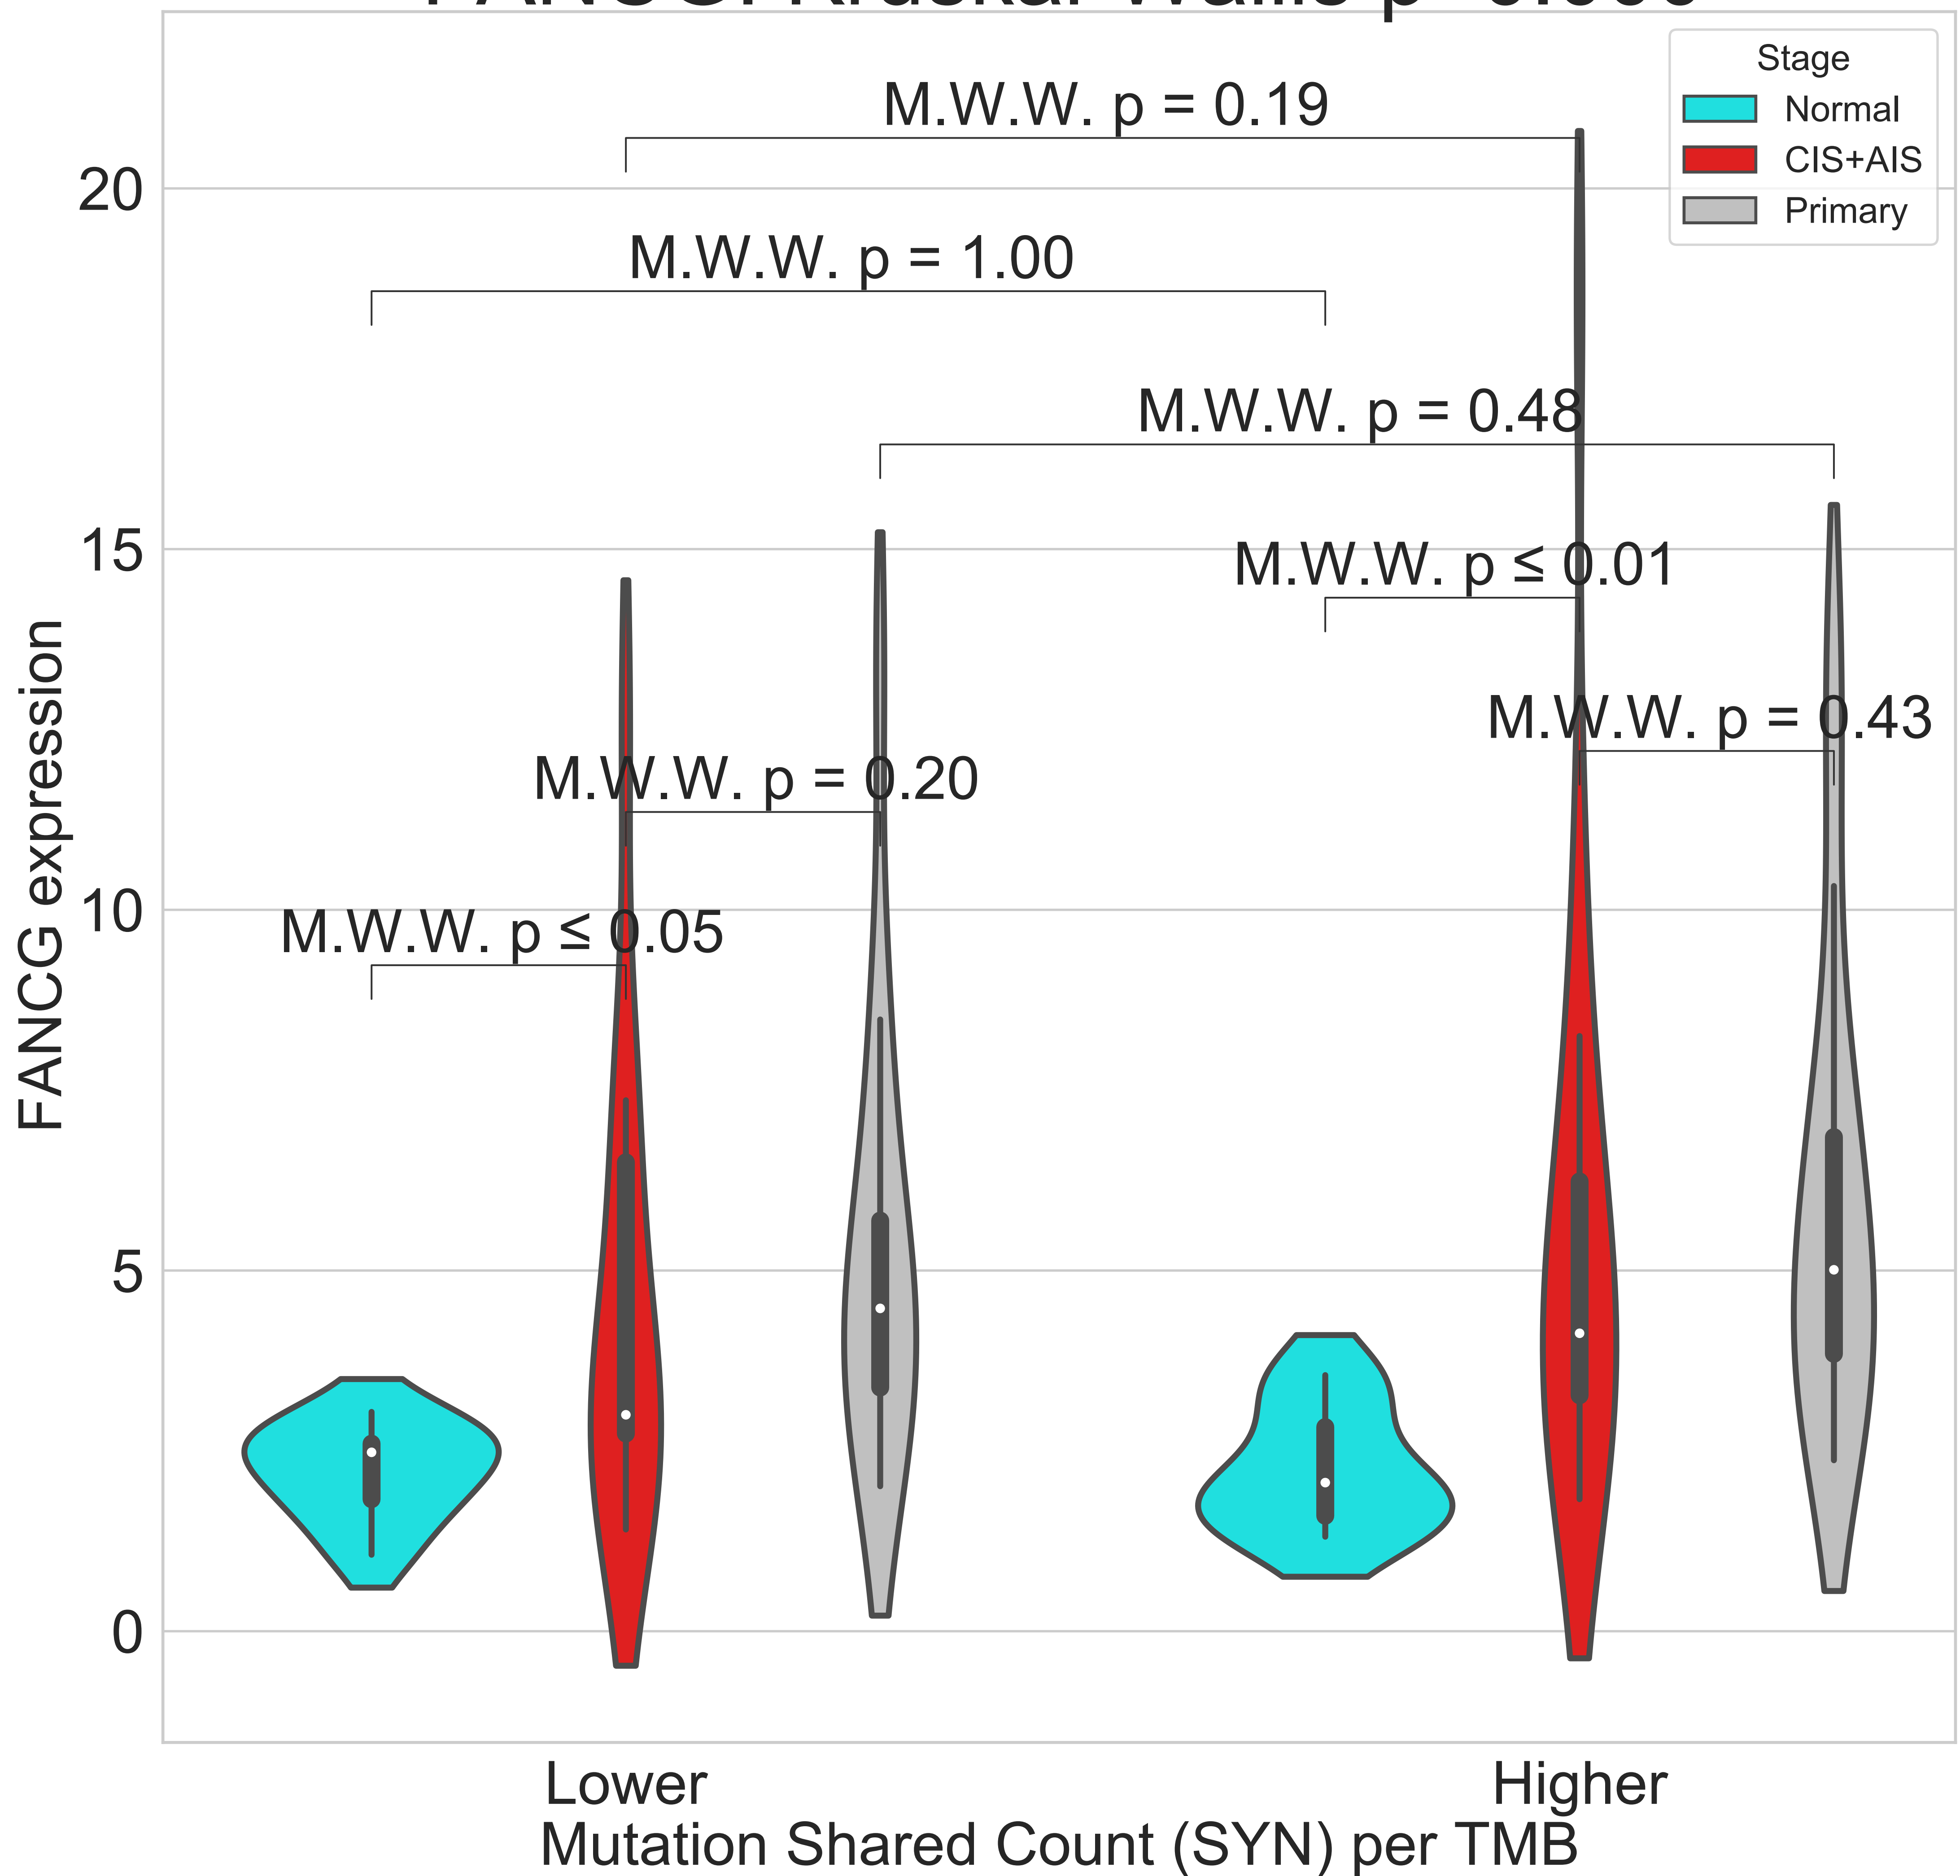 Stage
Normal
CIS+AIS
Primary
M.W.W. p = 0.19
M.W.W. p = 1.00
M.W.W. p = 0.48
M.W.W. p ≤ 0.01
M.W.W. p = 0.43
M.W.W. p = 0.20
M.W.W. p ≤ 0.05
20
15
10
5
0
FANCG expression
Lower
Higher
Mutation Shared Count (SYN) per TMB